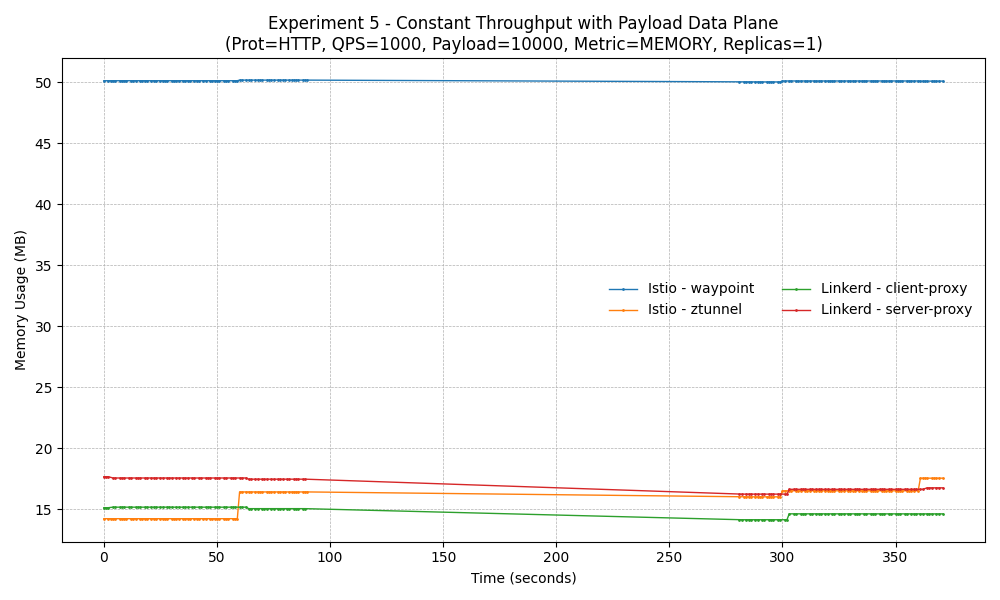 Experiment 5 - Constant Throughput with Payload Data Plane
(Prot=HTTP, QPS=1000, Payload=10000, Metric=MEMORY, Replicas=1)
Memory Usage (MB)
50
45
40
35
30
25
20
15
Istio - waypoint
Istio - ztunnel
Linkerd - client-proxy
Linkerd - server-proxy
0 50 100 150 200 250 300 350
Time (seconds)